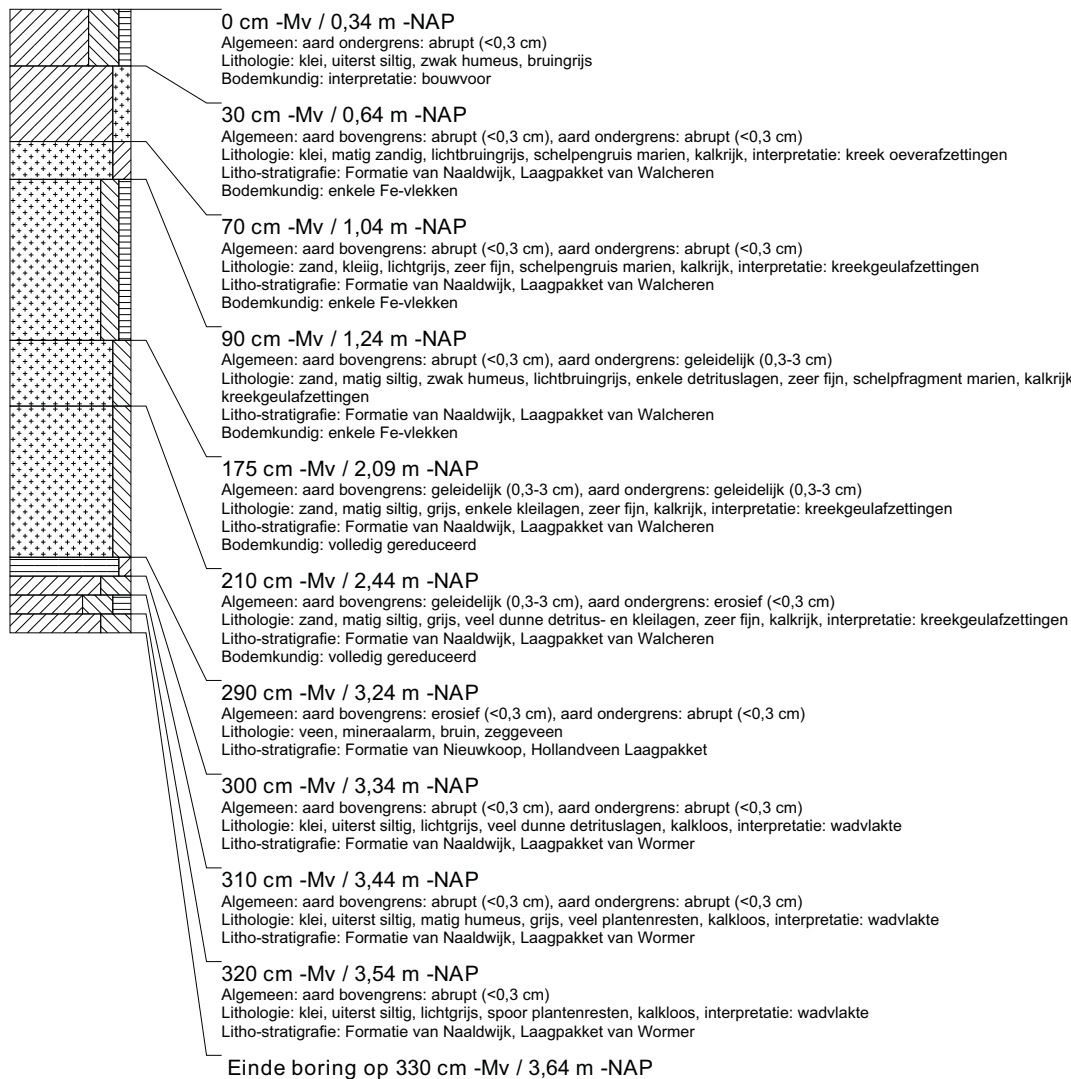 0 cm -Mv / 0,34 m -NAP
Algemeen: aard ondergrens: abrupt (<0,3 cm)
Lithologie: klei, uiterst siltig, zwak humeus, bruingrijs
Bodemkundig: interpretatie: bouwvoor
30 cm -Mv / 0,64 m -NAP
Algemeen: aard bovengrens: abrupt (<0,3 cm), aard ondergrens: abrupt (<0,3 cm)
Lithologie: klei, matig zandig, lichtbruingrijs, schelpengruis marien, kalkrijk, interpretatie: kreek oeverafzettingen
Litho-stratigrafie: Formatie van Naaldwijk, Laagpakket van Walcheren
Bodemkundig: enkele Fe-vlekken
70 cm -Mv / 1,04 m -NAP
Algemeen: aard bovengrens: abrupt (<0,3 cm), aard ondergrens: abrupt (<0,3 cm)
Lithologie: zand, kleiig, lichtgrijs, zeer fijn, schelpengruis marien, kalkrijk, interpretatie: kreekgeulafzettingen
Litho-stratigrafie: Formatie van Naaldwijk, Laagpakket van Walcheren
Bodemkundig: enkele Fe-vlekken
90 cm -Mv / 1,24 m -NAP
Algemeen: aard bovengrens: abrupt (<0,3 cm), aard ondergrens: geleidelijk (0,3-3 cm)
Lithologie: zand, matig siltig, zwak humeus, lichtbruingrijs, enkele detrituslagen, zeer fijn, schelpfragment marien, kalkrijk
kreekgeulafzettingen
Litho-stratigrafie: Formatie van Naaldwijk, Laagpakket van Walcheren
Bodemkundig: enkele Fe-vlekken
175 cm -Mv / 2,09 m -NAP
Algemeen: aard bovengrens: geleidelijk (0,3-3 cm), aard ondergrens: geleidelijk (0,3-3 cm)
Lithologie: zand, matig siltig, grijs, enkele kleilagen, zeer fijn, kalkrijk, interpretatie: kreekgeulafzettingen
Litho-stratigrafie: Formatie van Naaldwijk, Laagpakket van Walcheren
Bodemkundig: volledig gereduceerd
210 cm -Mv / 2,44 m -NAP
Algemeen: aard bovengrens: geleidelijk (0,3-3 cm), aard ondergrens: erosief (<0,3 cm)
Lithologie: zand, matig siltig, grijs, veel dunne detritus- en kleilagen, zeer fijn, kalkrijk, interpretatie: kreekgeulafzettingen
Litho-stratigrafie: Formatie van Naaldwijk, Laagpakket van Walcheren
Bodemkundig: volledig gereduceerd
290 cm -Mv / 3,24 m -NAP
Algemeen: aard bovengrens: erosief (<0,3 cm), aard ondergrens: abrupt (<0,3 cm)
Lithologie: veen, mineraalarm, bruin, zeggeveen
Litho-stratigrafie: Formatie van Nieuwkoop, Hollandveen Laagpakket
300 cm -Mv / 3,34 m -NAP
Algemeen: aard bovengrens: abrupt (<0,3 cm), aard ondergrens: abrupt (<0,3 cm)
Lithologie: klei, uiterst siltig, lichtgrijs, veel dunne detrituslagen, kalkloos, interpretatie: wadvlakte
Litho-stratigrafie: Formatie van Naaldwijk, Laagpakket van Wormer
310 cm -Mv / 3,44 m -NAP
Algemeen: aard bovengrens: abrupt (<0,3 cm), aard ondergrens: abrupt (<0,3 cm)
Lithologie: klei, uiterst siltig, matig humeus, grijs, veel plantenresten, kalkloos, interpretatie: wadvlakte
Litho-stratigrafie: Formatie van Naaldwijk, Laagpakket van Wormer
320 cm -Mv / 3,54 m -NAP
Algemeen: aard bovengrens: abrupt (<0,3 cm)
Lithologie: klei, uiterst siltig, lichtgrijs, spoor plantenresten, kalkloos, interpretatie: wadvlakte
Litho-stratigrafie: Formatie van Naaldwijk, Laagpakket van Wormer
Einde boring op 330 cm -Mv / 3,64 m -NAP